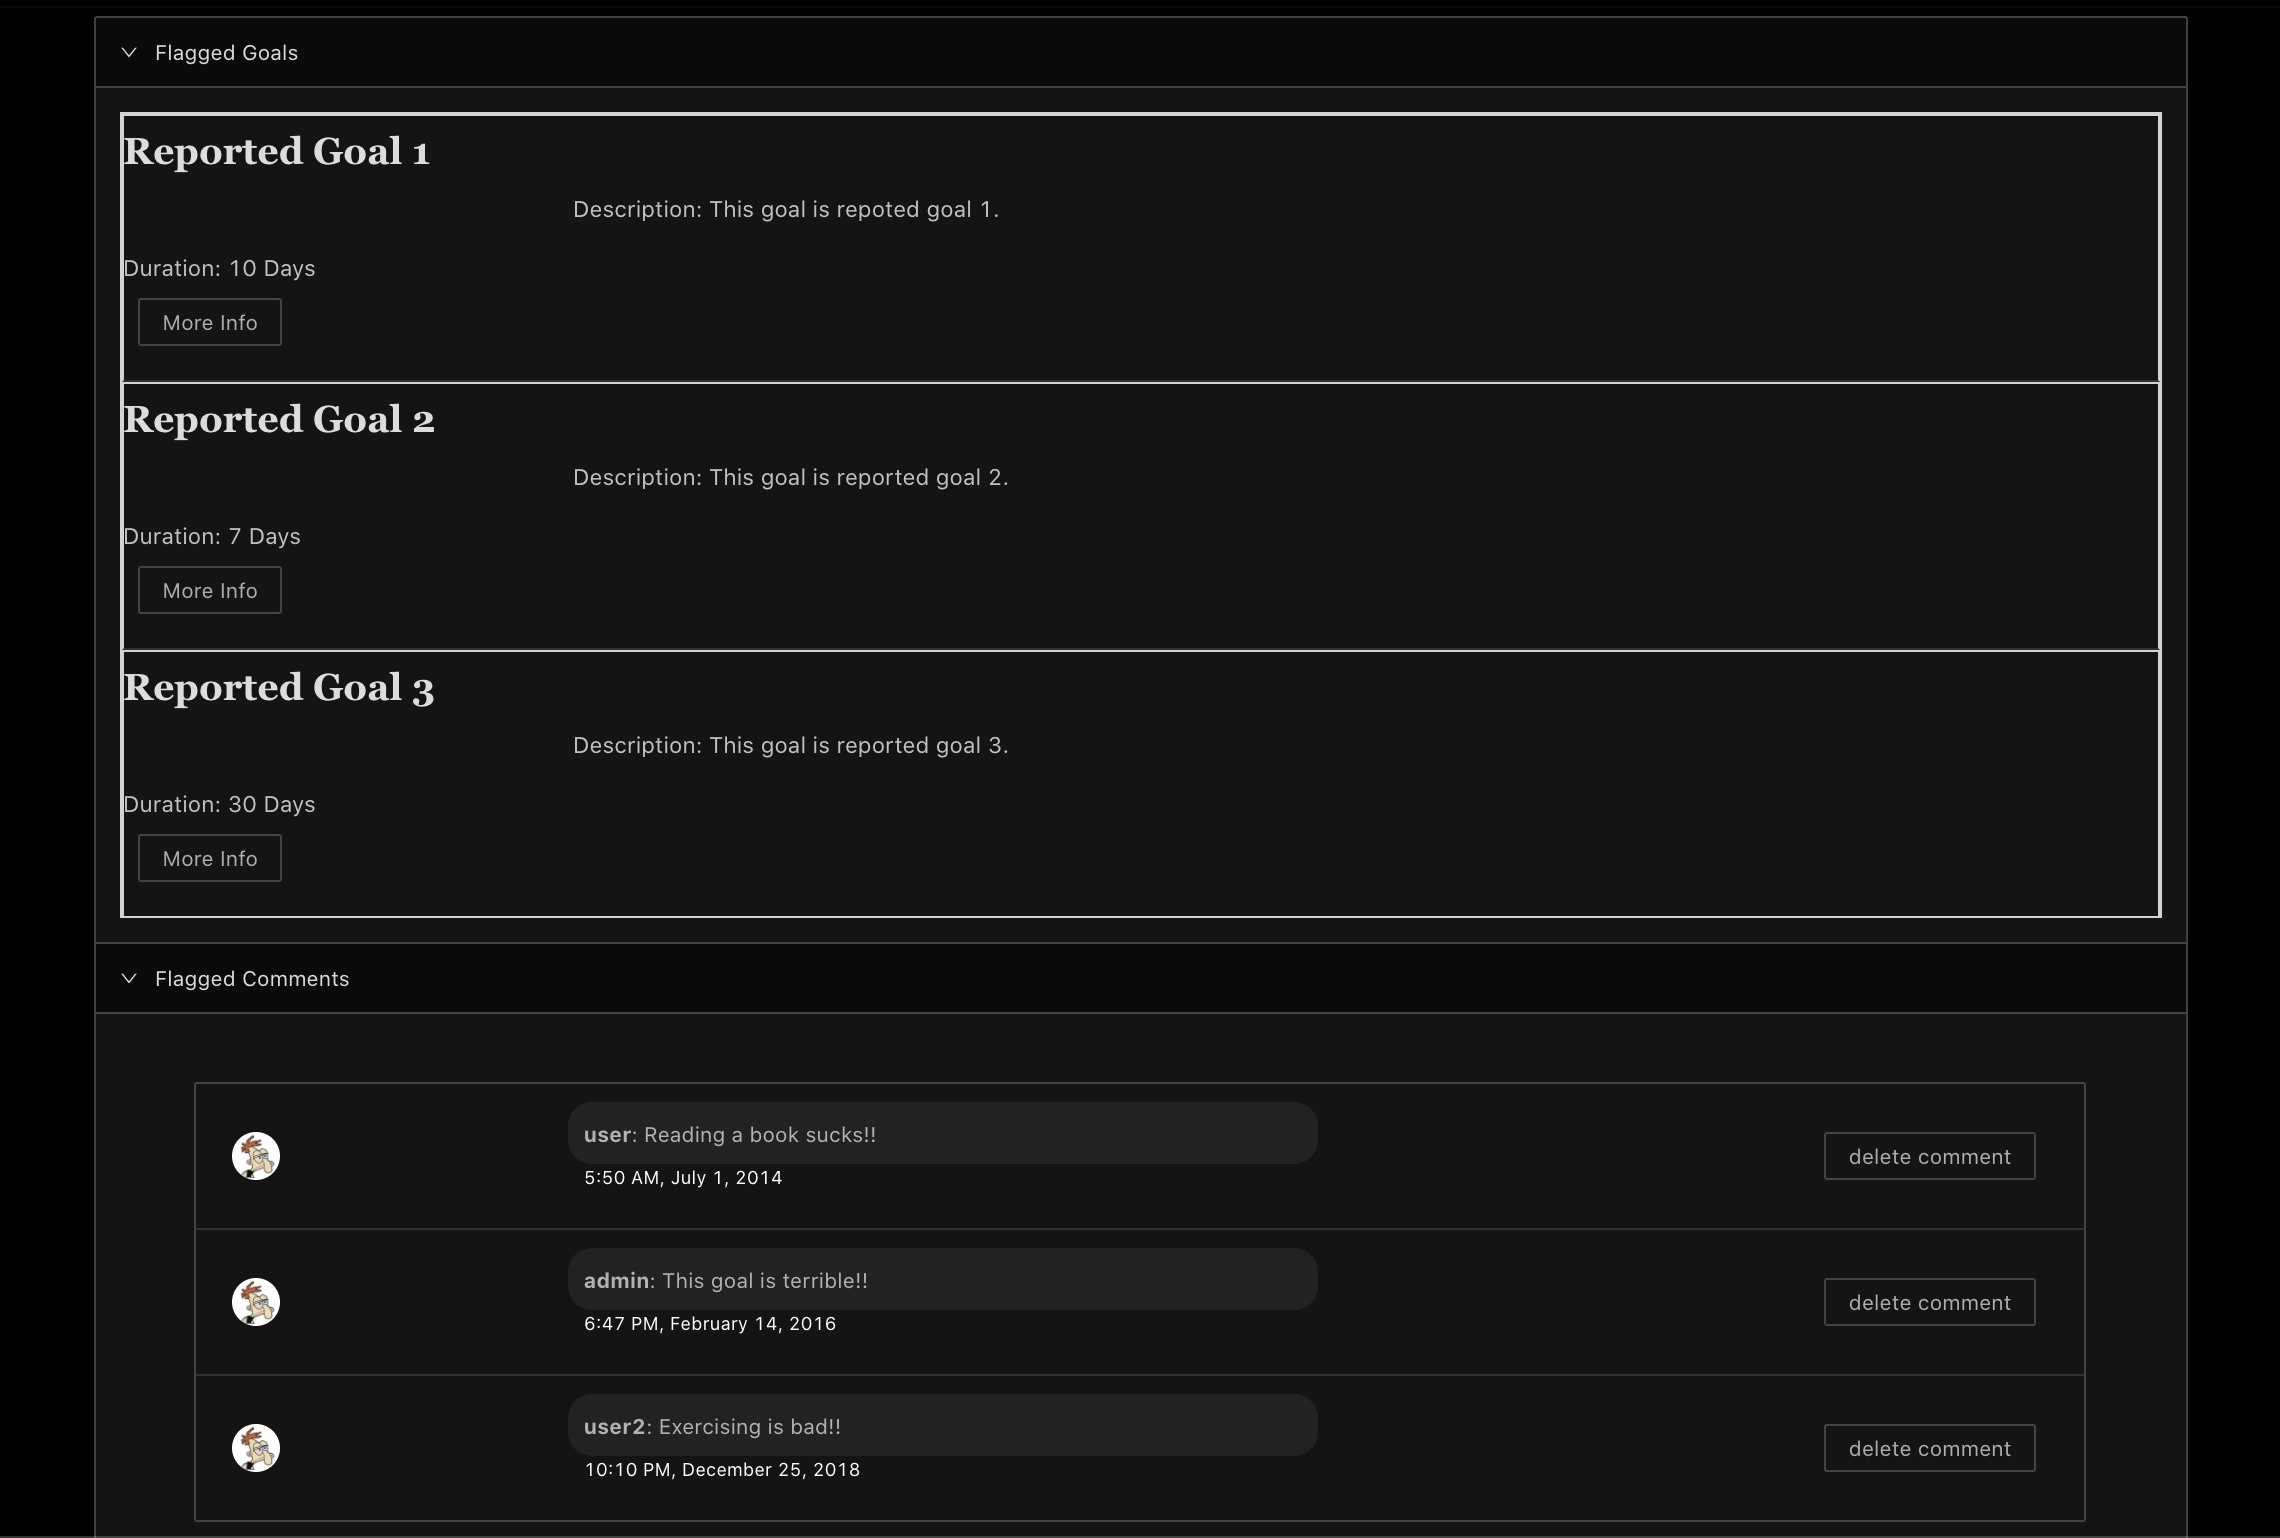 Flagged Goals
Reported Goal 1
Description: This goal is repoted goal 1.
Duration: 10 Days
More Info
Reported Goal 2
Description: This goal is reported goal 2.
Duration: 7 Days
More Info
Reported Goal 3
Description: This goal is reported goal 3.
Duration: 30 Days
More Info
Flagged Comments
user: Reading a book sucks!!
5:50 AM, July 1, 2014
delete comment
admin: This goal is terrible!!
6:47 PM, February 14, 2016
delete comment
user2: Exercising is bad!!
10:10 PM, December 25, 2018
delete comment